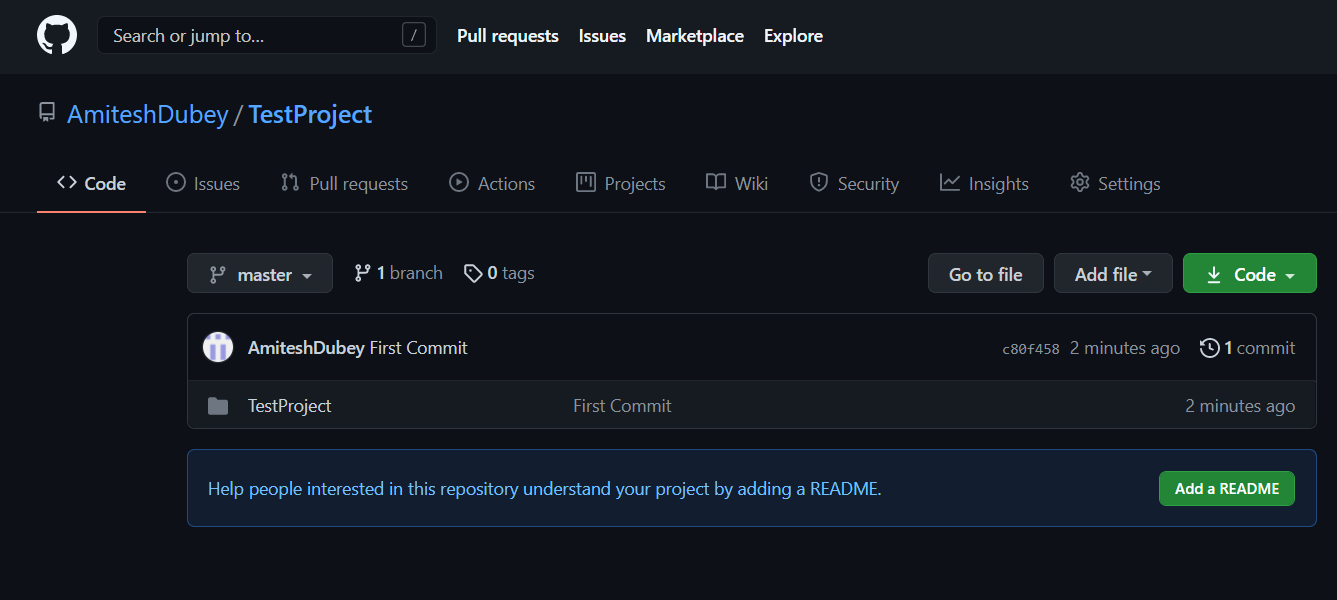 Search or jump to... / Pull requests Issues Marketplace Explore
AmiteshDubey / TestProject
Code Issues Pull requests Actions Projects Wiki Security Insights Settings
master 1 branch 0 tags Go to file Add file Code
AmiteshDubey First Commit c80f458 2 minutes ago 1 commit
TestProject First Commit 2 minutes ago
Help people interested in this repository understand your project by adding a README. Add a README